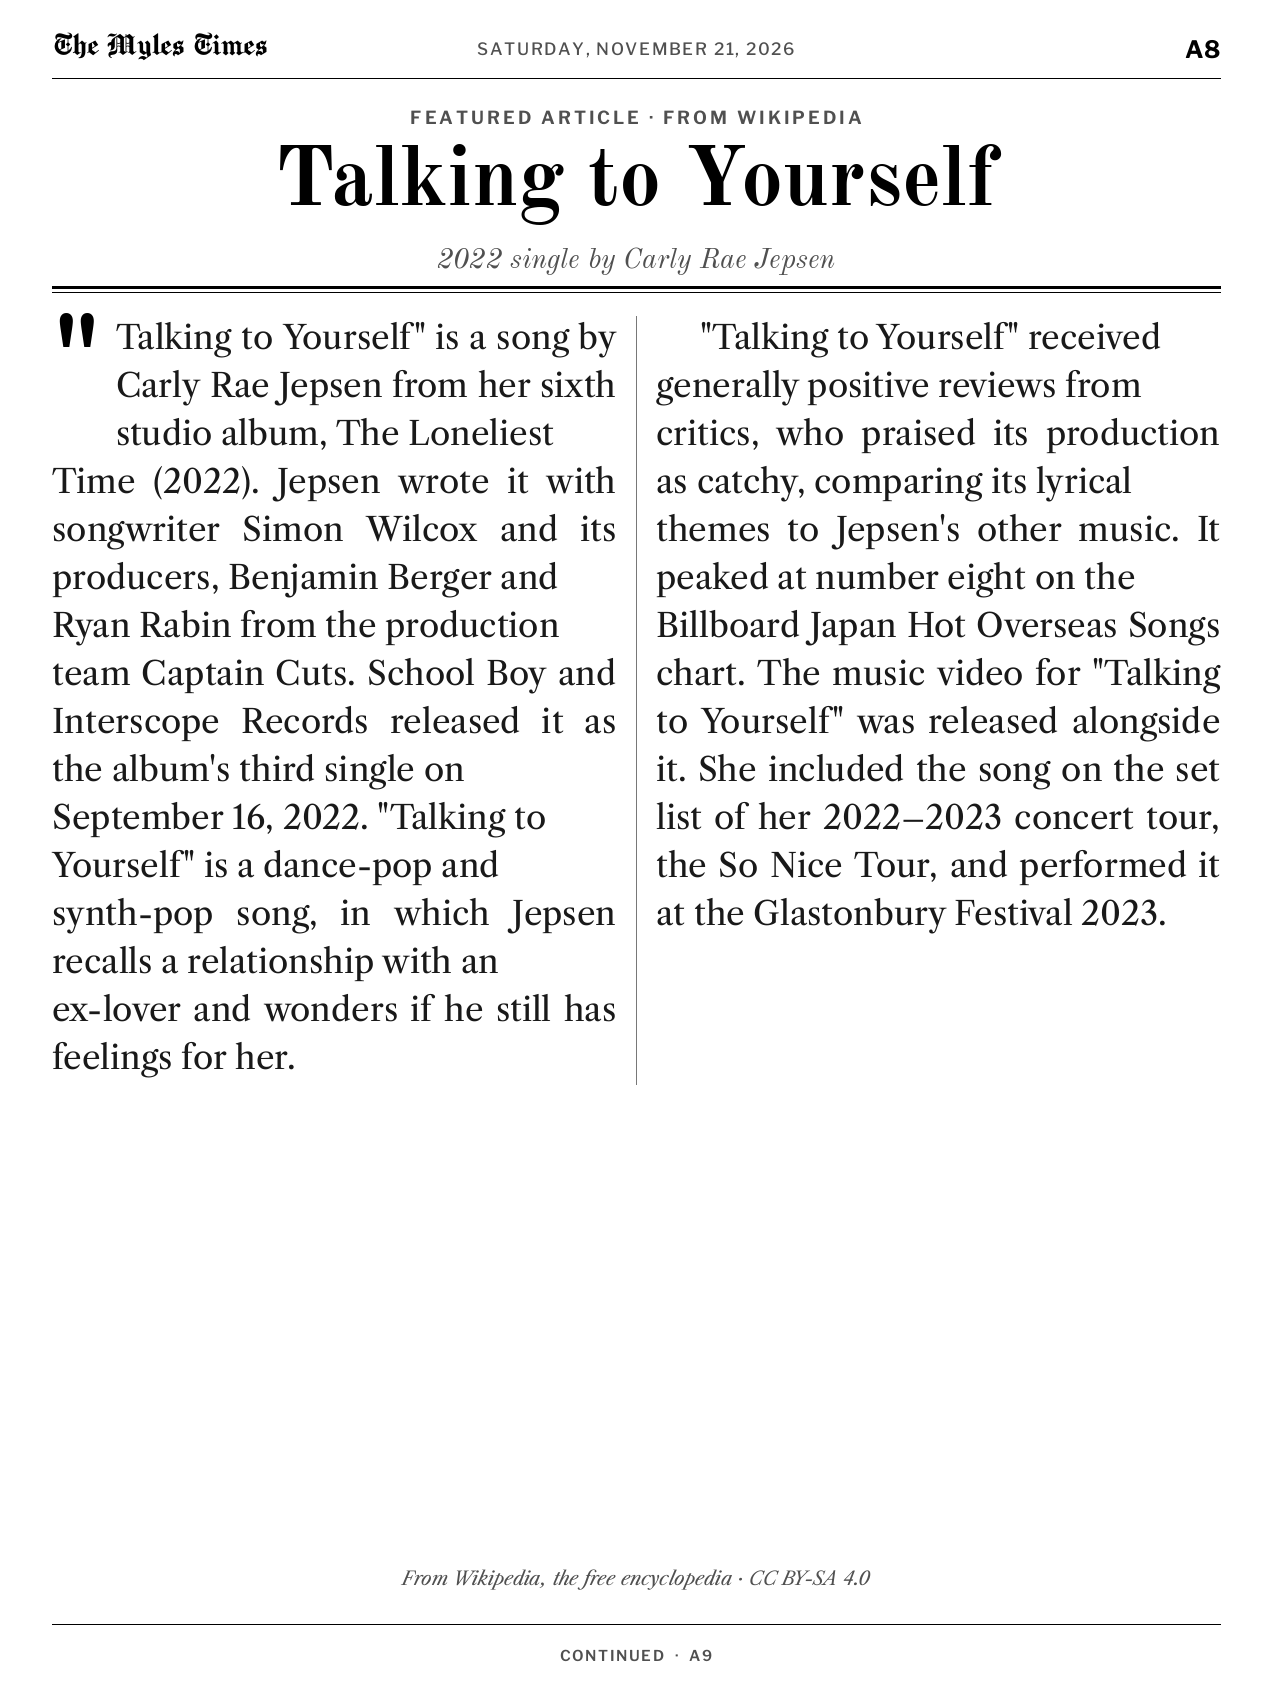 The Myles Times
SATURDAY, NOVEMBER 21, 2026
A8
FEATURED ARTICLE · FROM WIKIPEDIA
Talking to Yourself
2022 single by Carly Rae Jepsen
"Talking to Yourself" is a song by
Carly Rae Jepsen from her sixth
studio album, The Loneliest
Time (2022). Jepsen wrote it with
songwriter Simon Wilcox and its
producers, Benjamin Berger and
Ryan Rabin from the production
team Captain Cuts. School Boy and
Interscope Records released it as
the album's third single on
September 16, 2022. "Talking to
Yourself" is a dance-pop and
synth-pop song, in which Jepsen
recalls a relationship with an
ex-lover and wonders if he still has
feelings for her.
"Talking to Yourself" received
generally positive reviews from
critics, who praised its production
as catchy, comparing its lyrical
themes to Jepsen's other music. It
peaked at number eight on the
Billboard Japan Hot Overseas Songs
chart. The music video for "Talking
to Yourself" was released alongside
it. She included the song on the set
list of her 2022–2023 concert tour,
the So Nice Tour, and performed it
at the Glastonbury Festival 2023.
From Wikipedia, the free encyclopedia · CC BY-SA 4.0
CONTINUED · A9